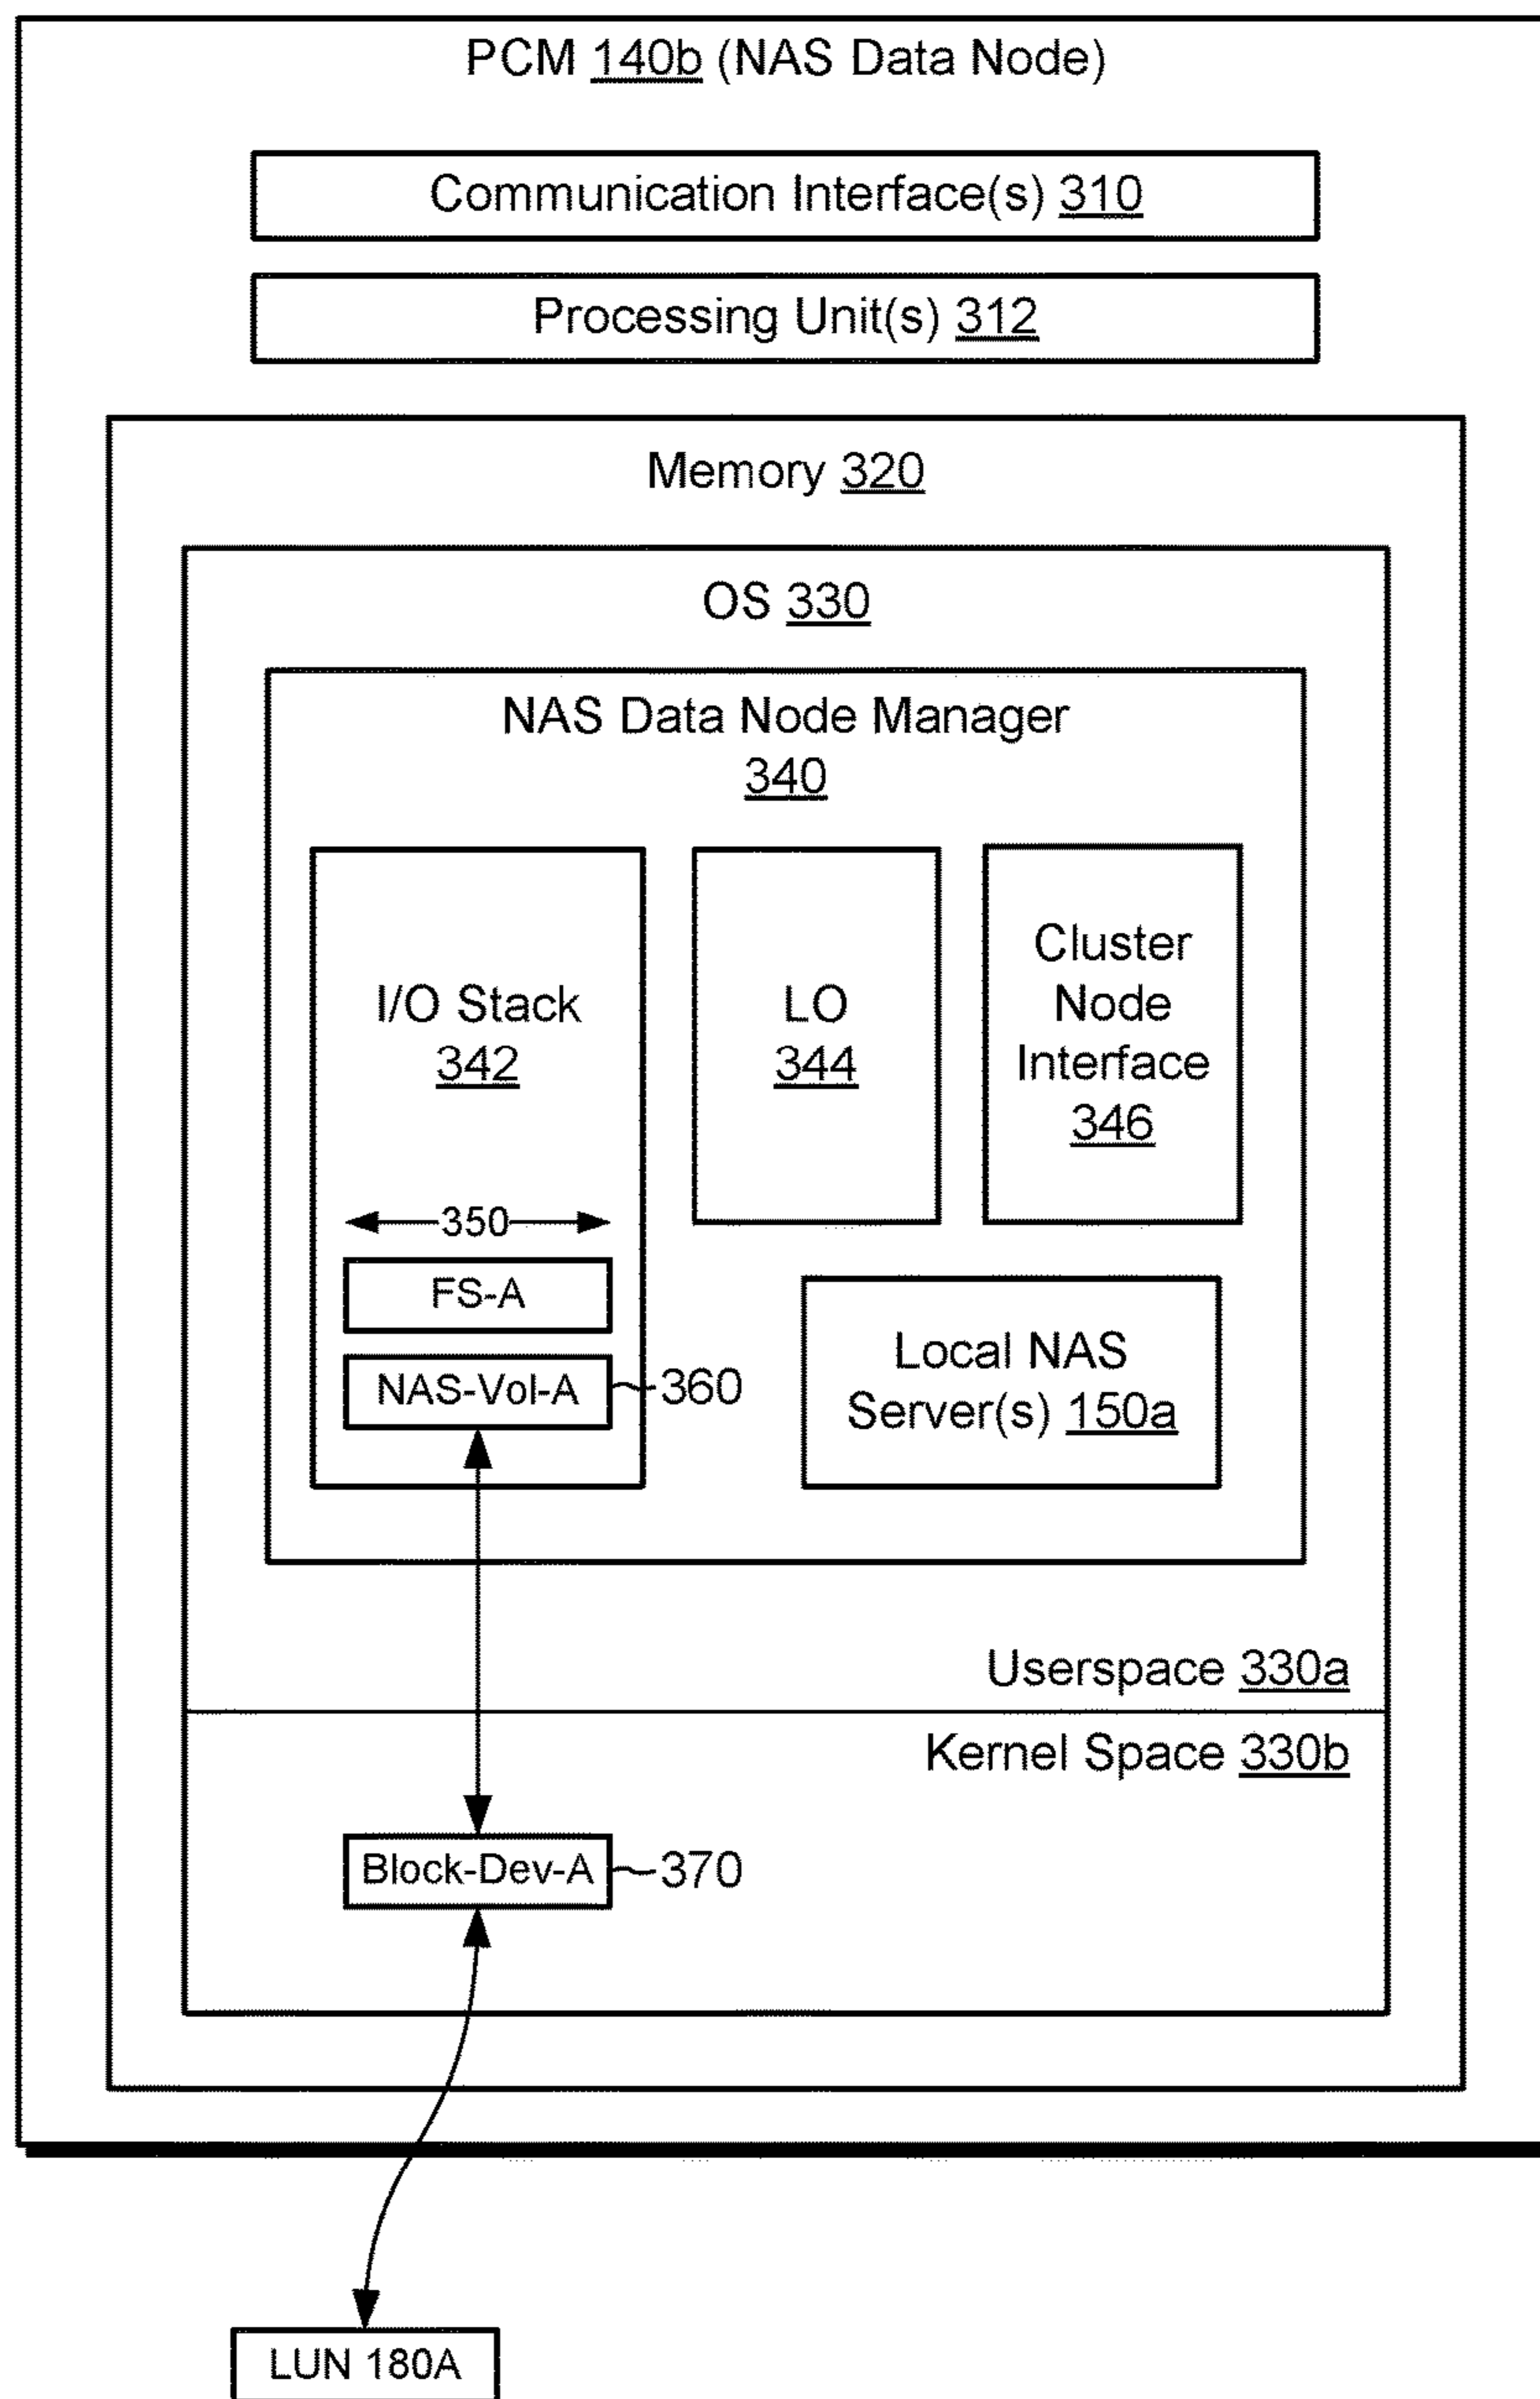 PCM 140b (NAS Data Node)
Communication Interface(s) 310
Processing Unit(s) 312
Memory 320
OS 330
NAS Data Node Manager
340
I/O Stack
342
LO
344
Cluster
Node
Interface
346
350
FS-A
NAS-Vol-A
360
Local NAS
Server(s) 150a
Userspace 330a
Kernel Space 330b
Block-Dev-A
370
LUN 180A